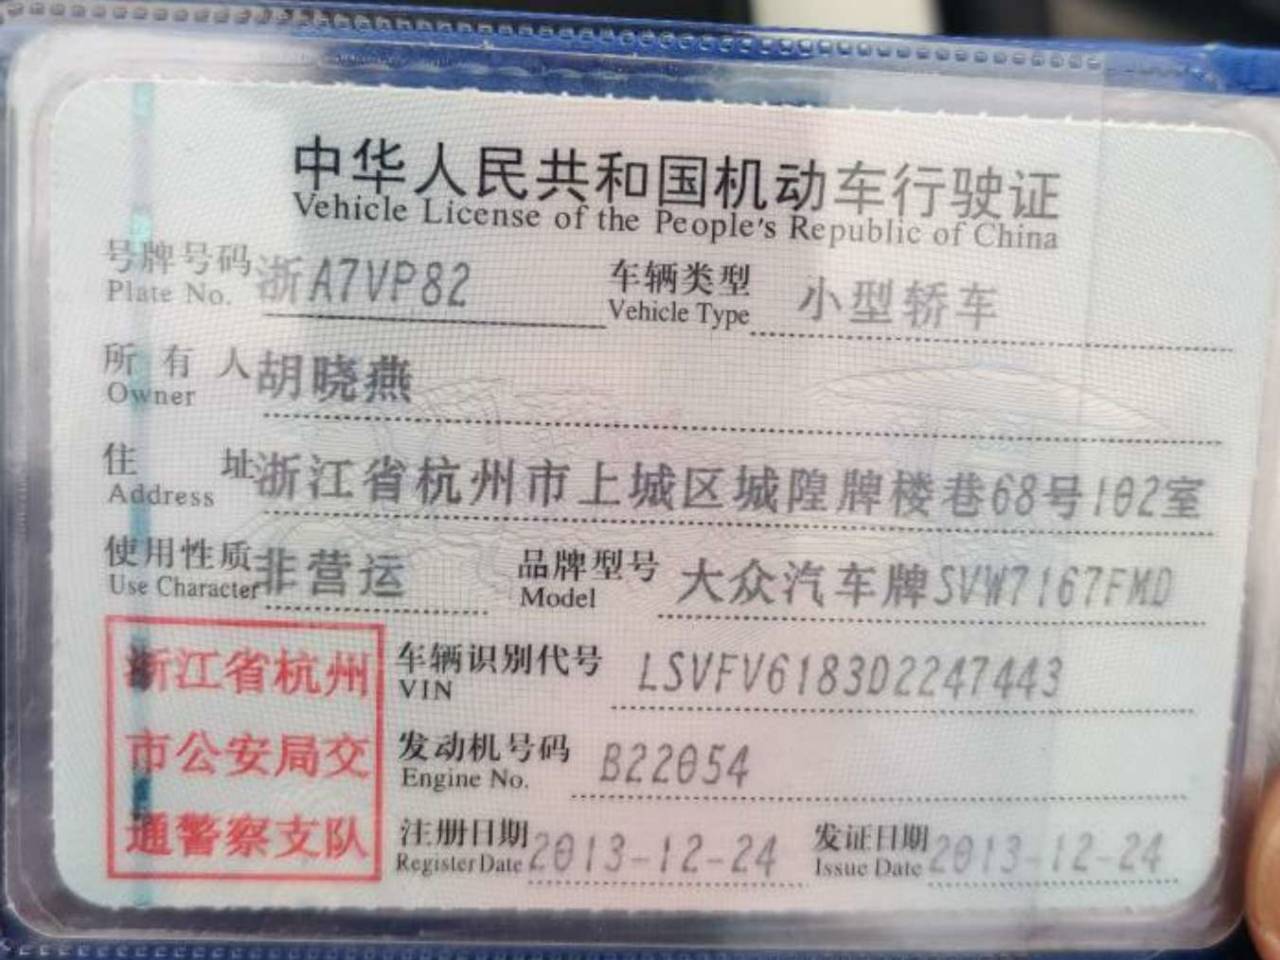 中华人民共和国机动车行驶证
Vehicle License of the People's Republic of China
号牌号码 浙A7VP82 车辆类型 小型轿车
Plate No. Vehicle Type
所有人 胡晓燕
Owner
住址 浙江省杭州市上城区城隍牌楼巷68号102室
Address
使用性质 非营运 品牌型号 大众汽车牌SVW7167FMD
Use Character Model
浙江省杭州 车辆识别代号 LSVFV6183D2247443
VIN
市公安局交 发动机号码 B22054
Engine No.
通警察支队 注册日期 2013-12-24 发证日期 2013-12-24
Register Date Issue Date